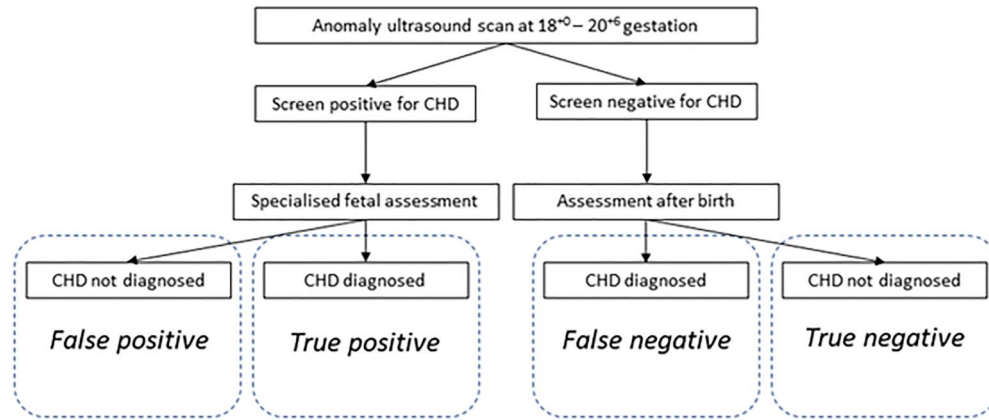 Anomaly ultrasound scan at 18⁺⁰ – 20⁺⁶ gestation
Screen positive for CHD
Screen negative for CHD
Specialised fetal assessment
Assessment after birth
CHD not diagnosed
CHD diagnosed
CHD diagnosed
CHD not diagnosed
False positive
True positive
False negative
True negative